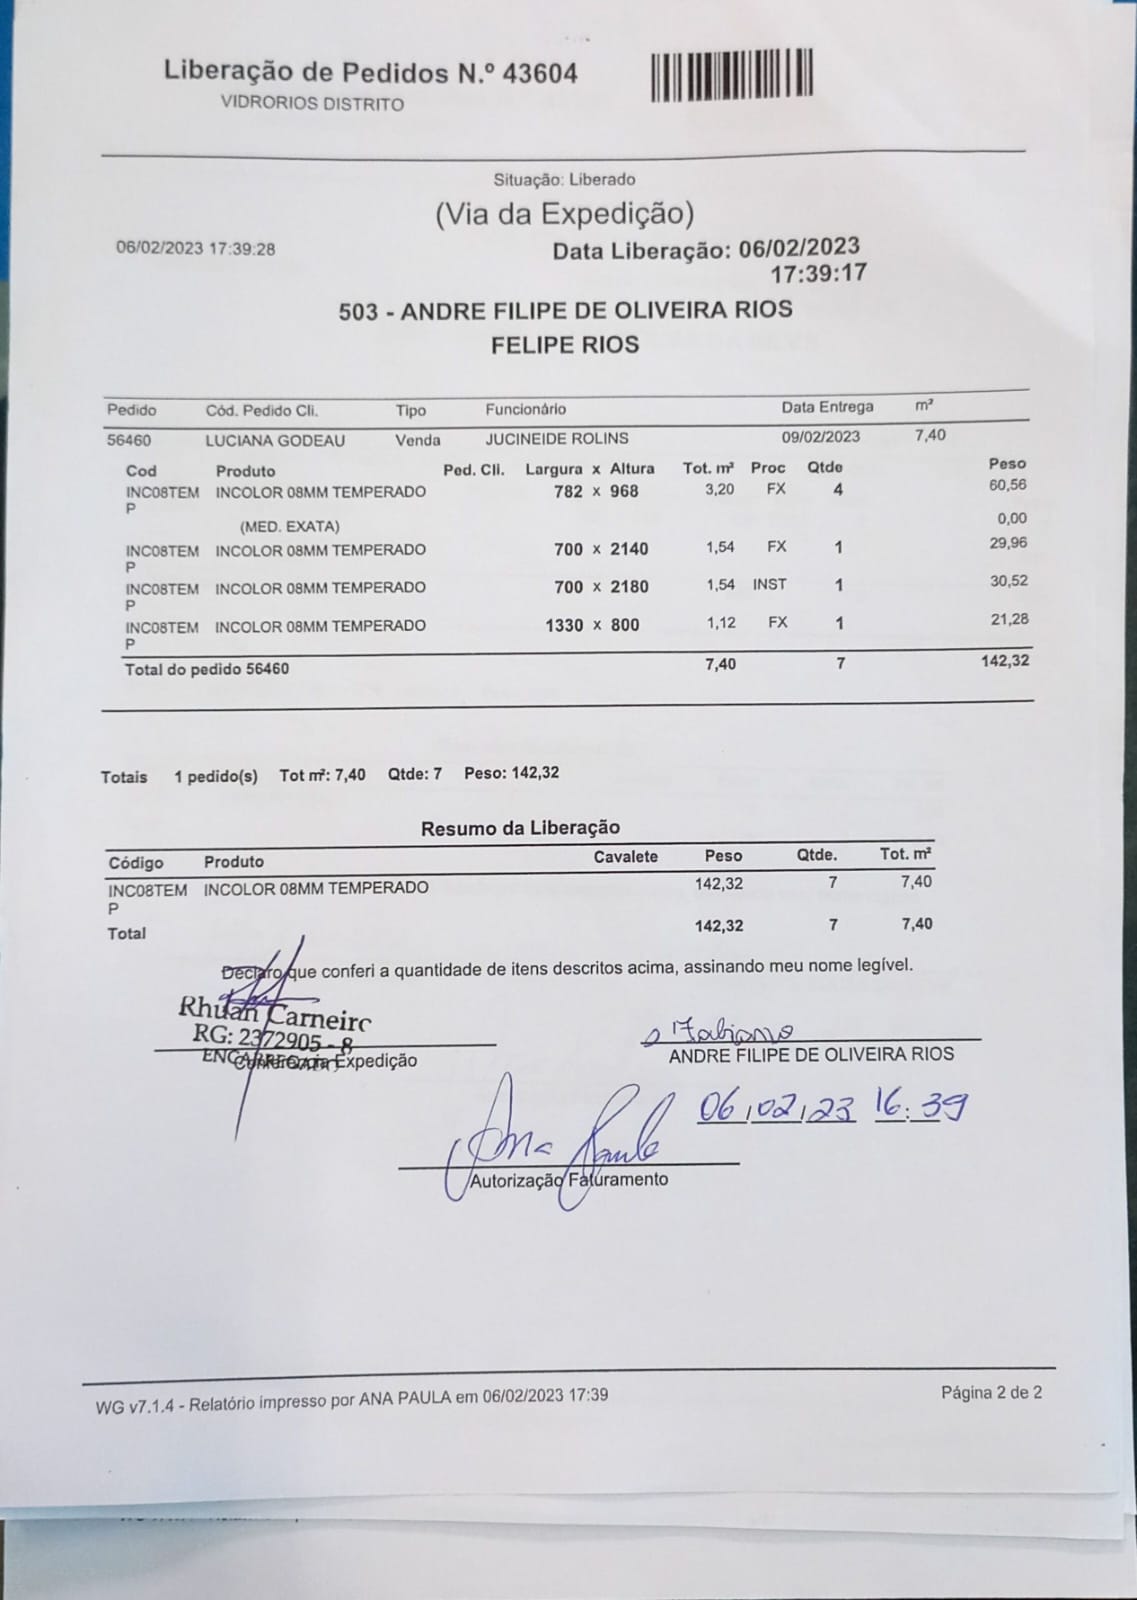 Liberação de Pedidos N.º 43604
VIDRORIOS DISTRITO
Situação: Liberado
(Via da Expedição)
06/02/2023 17:39:28
Data Liberação: 06/02/2023
17:39:17
503 - ANDRE FILIPE DE OLIVEIRA RIOS
FELIPE RIOS
Pedido Cód. Pedido Cli. Tipo Funcionário Data Entrega m²
56460 LUCIANA GODEAU Venda JUCINEIDE ROLINS 09/02/2023 7,40
Cod Produto Ped. Cli. Largura x Altura Tot. m² Proc Qtde Peso
INC08TEM INCOLOR 08MM TEMPERADO 782 x 968 3,20 FX 4 60,56
P
(MED. EXATA) 0,00
INC08TEM INCOLOR 08MM TEMPERADO 700 x 2140 1,54 FX 1 29,96
P
INC08TEM INCOLOR 08MM TEMPERADO 700 x 2180 1,54 INST 1 30,52
P
INC08TEM INCOLOR 08MM TEMPERADO 1330 x 800 1,12 FX 1 21,28
P
Total do pedido 56460 7,40 7 142,32
Totais 1 pedido(s) Tot m²: 7,40 Qtde: 7 Peso: 142,32
Resumo da Liberação
Código Produto Cavalete Peso Qtde. Tot. m²
INC08TEM INCOLOR 08MM TEMPERADO 142,32 7 7,40
P
Total 142,32 7 7,40
Declaro que conferi a quantidade de itens descritos acima, assinando meu nome legível.
Rhuan Carneiro
RG: 2372905 - 8
Expedição
Fabiano
ANDRE FILIPE DE OLIVEIRA RIOS
06/02/23 16:39
Ana Paula
Autorização Faturamento
WG v7.1.4 - Relatório impresso por ANA PAULA em 06/02/2023 17:39
Página 2 de 2